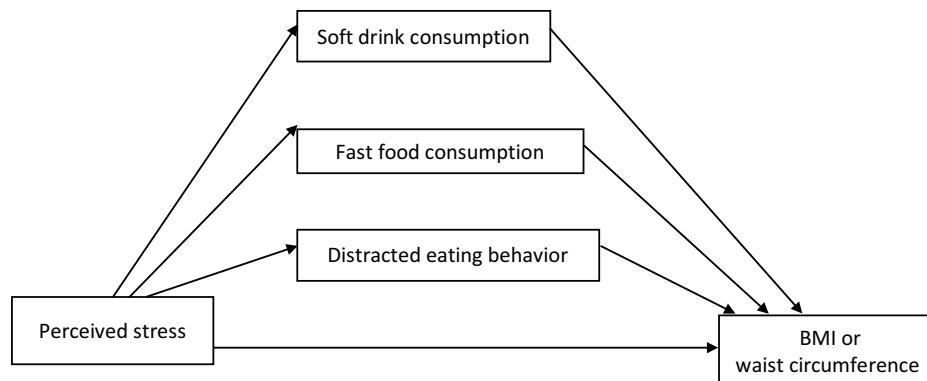 Soft drink consumption
Fast food consumption
Distracted eating behavior
Perceived stress
BMI or
waist circumference